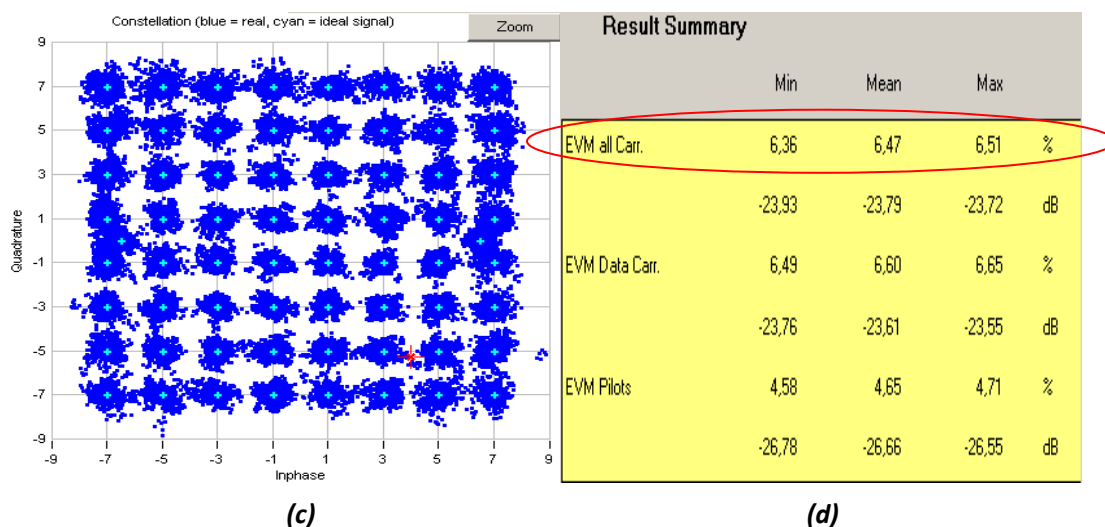 Constellation (blue = real, cyan = ideal signal)
Zoom
9
7
5
3
1
-1
-3
-5
-7
-9
Quadrature
-9 -7 -5 -3 -1 1 3 5 7 9
Inphase
(c)
Result Summary
Min Mean Max
EVM all Carr. 6,36 6,47 6,51 %
-23,93 -23,79 -23,72 dB
EVM Data Carr. 6,49 6,60 6,65 %
-23,76 -23,61 -23,55 dB
EVM Pilots 4,58 4,65 4,71 %
-26,78 -26,66 -26,55 dB
(d)